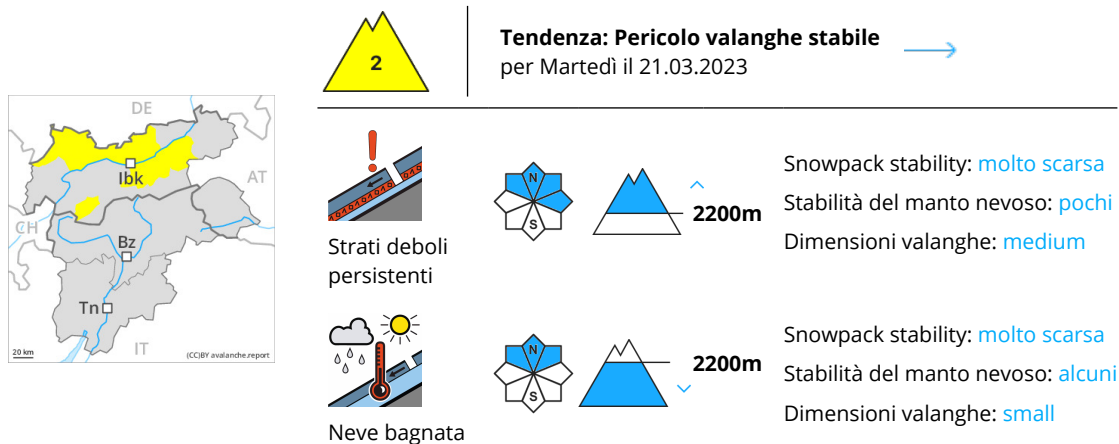 2
Tendenza: Pericolo valanghe stabile
per Martedì il 21.03.2023
DE
AT
CH
IT
Ibk
Bz
Tn
20 km
(CC)BY avalanche.report
Strati deboli
persistenti
N
S
2200m
Snowpack stability: molto scarsa
Stabilità del manto nevoso: pochi
Dimensioni valanghe: medium
Neve bagnata
N
S
2200m
Snowpack stability: molto scarsa
Stabilità del manto nevoso: alcuni
Dimensioni valanghe: small